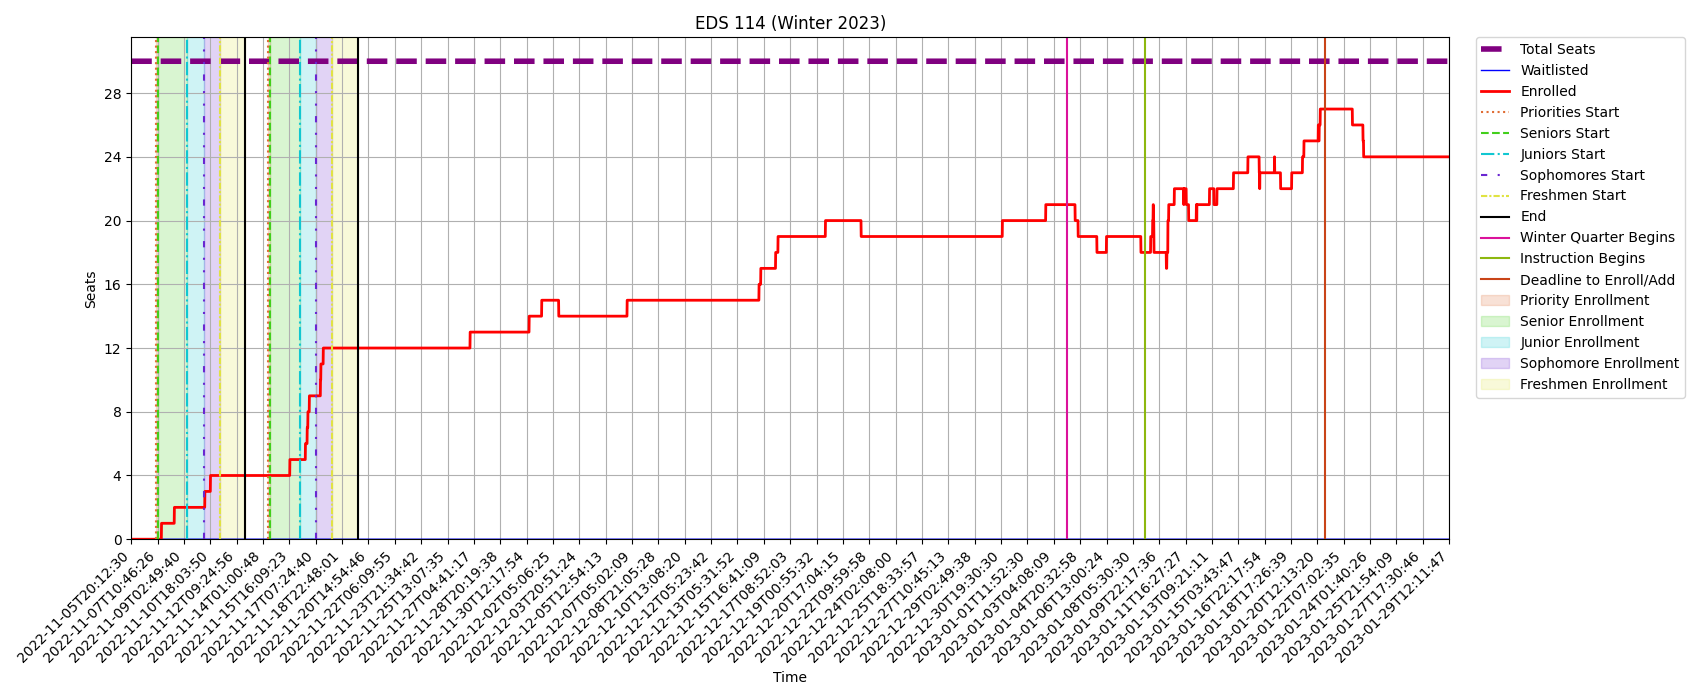 EDS 114 (Winter 2023)
Seats
28
24
20
16
12
8
4
0
2022-11-05T20:12:30
2022-11-07T10:46:26
2022-11-09T02:49:40
2022-11-10T18:03:50
2022-11-12T09:24:56
2022-11-14T01:00:48
2022-11-15T16:09:23
2022-11-17T07:24:40
2022-11-18T22:48:01
2022-11-20T14:54:46
2022-11-22T06:09:55
2022-11-23T21:34:42
2022-11-25T13:07:35
2022-11-27T04:41:17
2022-11-28T20:19:38
2022-11-30T12:17:54
2022-12-02T05:06:25
2022-12-03T20:51:24
2022-12-05T12:54:13
2022-12-07T05:02:09
2022-12-08T21:05:28
2022-12-10T13:08:20
2022-12-12T05:23:42
2022-12-13T05:31:52
2022-12-15T16:41:09
2022-12-17T08:52:03
2022-12-19T00:55:32
2022-12-20T17:04:15
2022-12-22T09:59:58
2022-12-24T02:08:00
2022-12-25T18:33:57
2022-12-27T10:45:13
2022-12-29T02:49:38
2022-12-30T19:30:30
2023-01-01T11:52:30
2023-01-03T04:08:09
2023-01-04T20:32:58
2023-01-06T13:00:24
2023-01-08T05:30:30
2023-01-09T22:17:36
2023-01-11T16:27:27
2023-01-13T09:21:11
2023-01-15T03:43:47
2023-01-16T22:17:54
2023-01-18T17:26:39
2023-01-20T12:13:20
2023-01-22T07:02:35
2023-01-24T01:40:26
2023-01-25T21:54:09
2023-01-27T17:30:46
2023-01-29T12:11:47
Time
Total Seats
Waitlisted
Enrolled
Priorities Start
Seniors Start
Juniors Start
Sophomores Start
Freshmen Start
End
Winter Quarter Begins
Instruction Begins
Deadline to Enroll/Add
Priority Enrollment
Senior Enrollment
Junior Enrollment
Sophomore Enrollment
Freshmen Enrollment